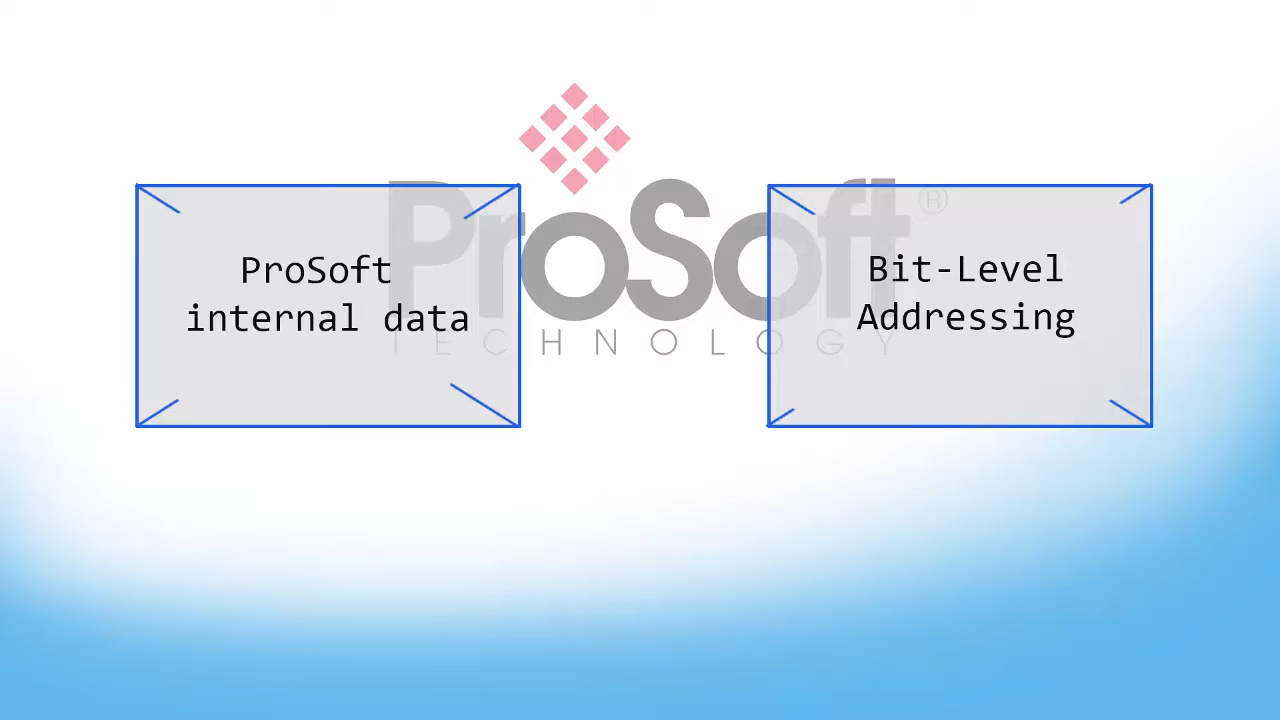 ProSoft
internal data
Bit-Level
Addressing
ProSoft®
TECHNOLOGY